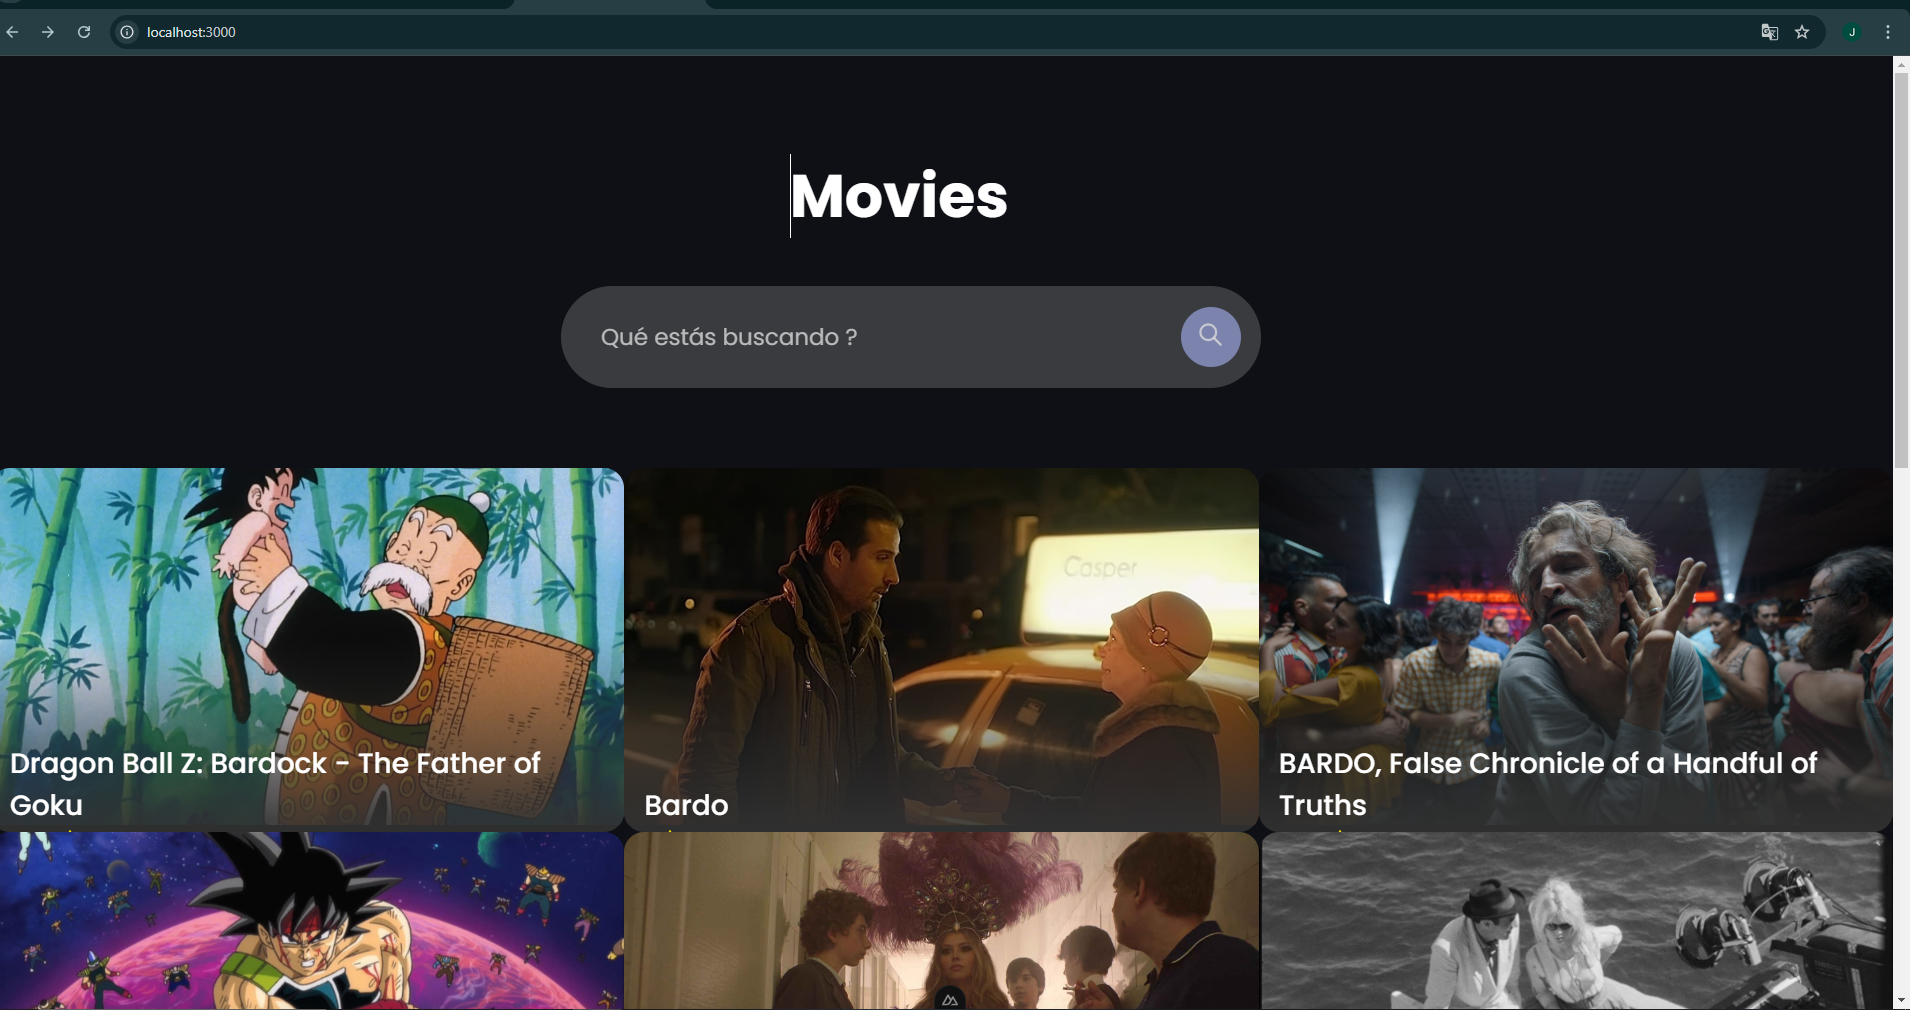 localhost:3000
J
Movies
Qué estás buscando ?
Casper
Dragon Ball Z: Bardock - The Father of
Goku
Bardo
BARDO, False Chronicle of a Handful of
Truths